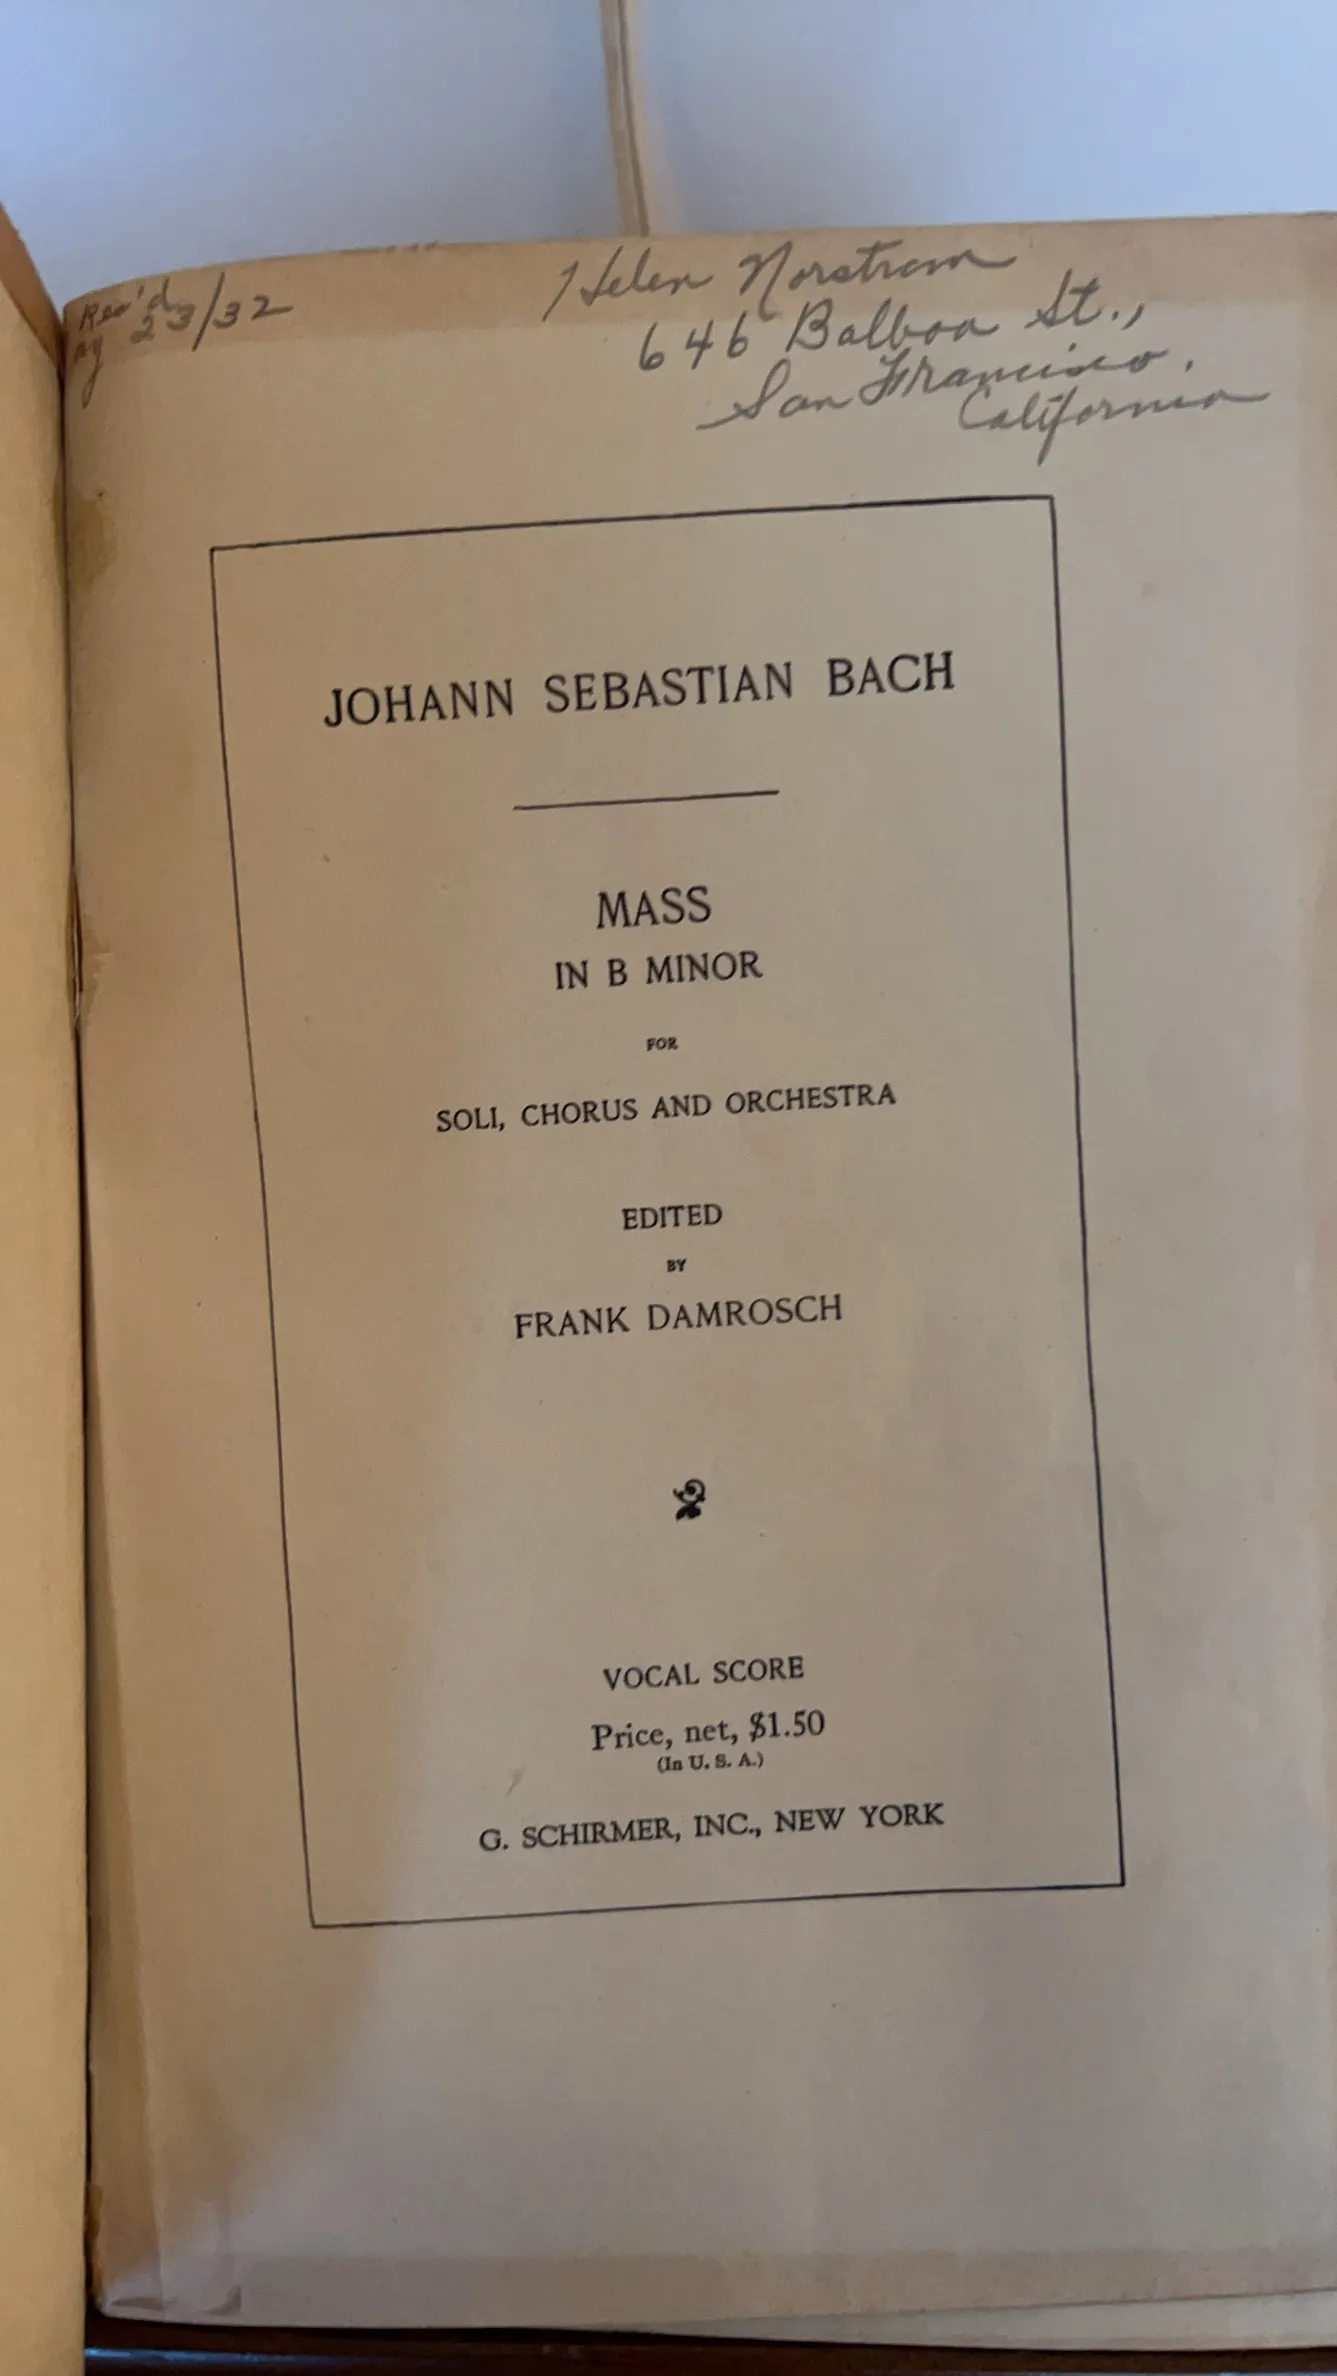 Rec'd
23/32
Helen Norstrom
646 Balboa St.,
San Francisco,
California
JOHANN SEBASTIAN BACH
MASS
IN B MINOR
FOR
SOLI, CHORUS AND ORCHESTRA
EDITED
BY
FRANK DAMROSCH
VOCAL SCORE
Price, net, $1.50
(In U. S. A.)
G. SCHIRMER, INC., NEW YORK